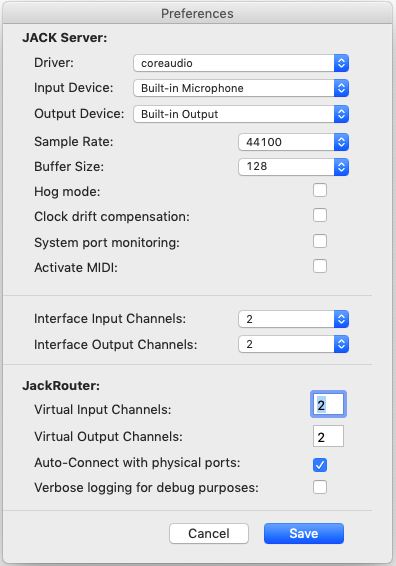 Preferences
JACK Server:
Driver: coreaudio
Input Device: Built-in Microphone
Output Device: Built-in Output
Sample Rate: 44100
Buffer Size: 128
Hog mode:
Clock drift compensation:
System port monitoring:
Activate MIDI:
Interface Input Channels: 2
Interface Output Channels: 2
JackRouter:
Virtual Input Channels: 2
Virtual Output Channels: 2
Auto-Connect with physical ports:
Verbose logging for debug purposes:
Cancel Save